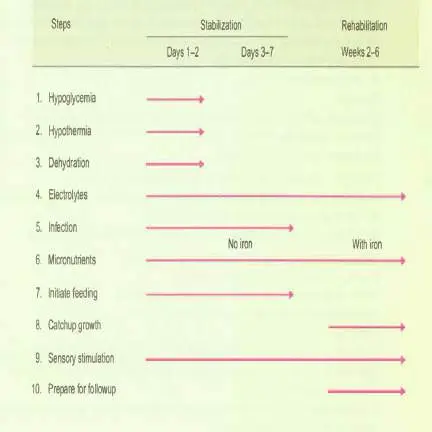 Steps Stabilization Rehabilitation
Days 1–2 Days 3–7 Weeks 2–6
1. Hypoglycemia
2. Hypothermia
3. Dehydration
4. Electrolytes
5. Infection
No iron With iron
6. Micronutrients
7. Initiate feeding
8. Catchup growth
9. Sensory stimulation
10. Prepare for followup